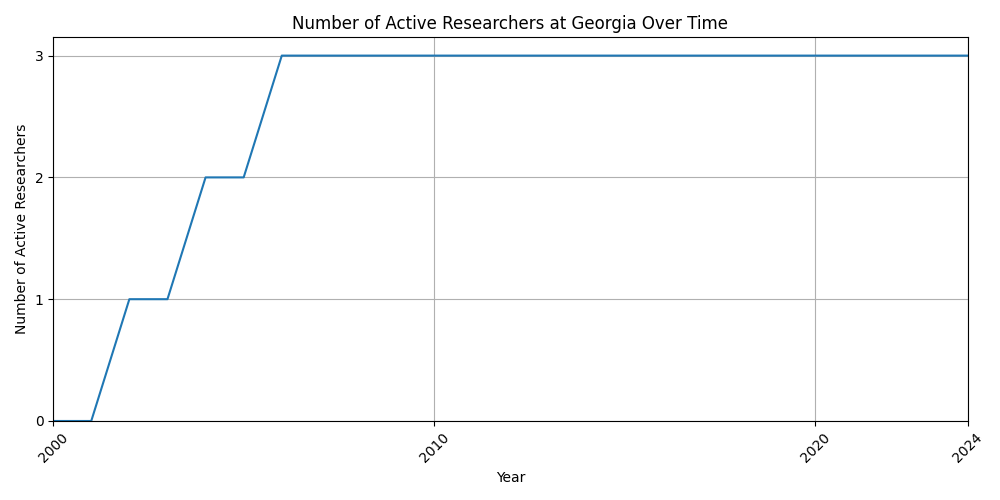 Number of Active Researchers at Georgia Over Time
Number of Active Researchers
3
2
1
0
2000
2010
2020
2024
Year